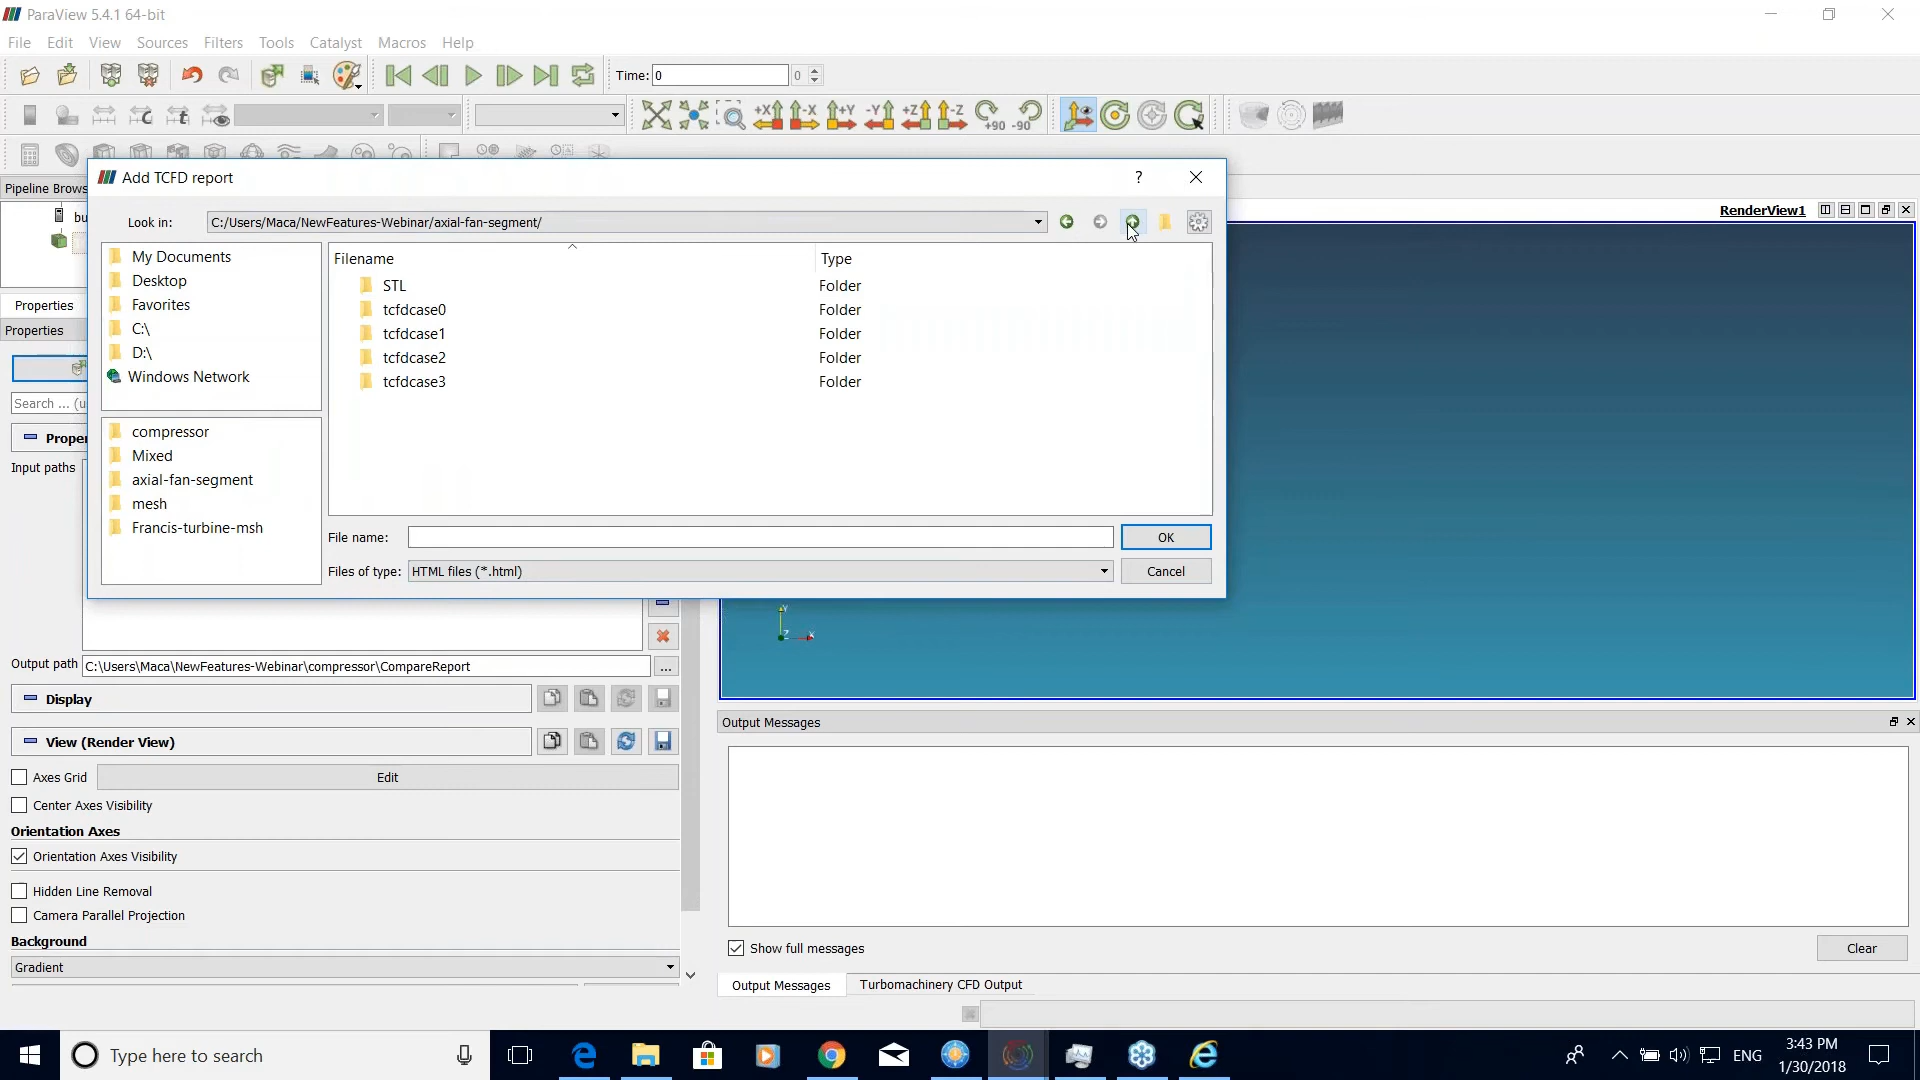 ParaView 5.4.1 64-bit
File Edit View Sources Filters Tools Catalyst Macros Help
Time: 0 0
+X -X +Y -Y +Z -Z +90 -90
Pipeline Brows
bu
Add TCFD report ?
Look in: C:/Users/Maca/NewFeatures-Webinar/axial-fan-segment/
My Documents
Desktop
Favorites
C:\
D:\
Windows Network
compressor
Mixed
axial-fan-segment
mesh
Francis-turbine-msh
Filename Type
STL Folder
tcfdcase0 Folder
tcfdcase1 Folder
tcfdcase2 Folder
tcfdcase3 Folder
File name: OK
Files of type: HTML files (*.html) Cancel
RenderView1
Properties
Properties
Search ... (u
Proper
Input paths
Output path C:\Users\Maca\NewFeatures-Webinar\compressor\CompareReport ...
Display
View (Render View)
Axes Grid Edit
Center Axes Visibility
Orientation Axes
Orientation Axes Visibility
Hidden Line Removal
Camera Parallel Projection
Background
Gradient
Y
Z X
Output Messages
Show full messages Clear
Output Messages Turbomachinery CFD Output
Type here to search
ENG
3:43 PM
1/30/2018